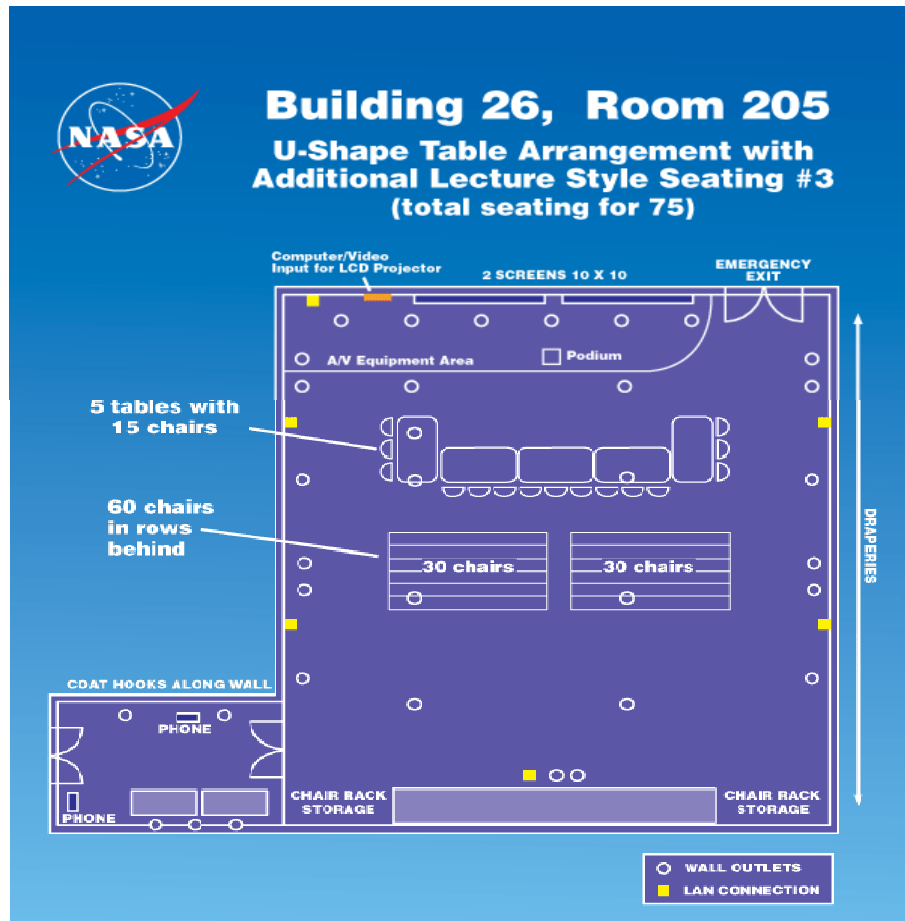 NASA
Building 26, Room 205
U-Shape Table Arrangement with
Additional Lecture Style Seating #3
(total seating for 75)
Computer/Video
Input for LCD Projector
2 SCREENS 10 X 10
EMERGENCY
EXIT
A/V Equipment Area
Podium
5 tables with
15 chairs
60 chairs
in rows
behind
30 chairs
30 chairs
DRAPERIES
COAT HOOKS ALONG WALL
PHONE
PHONE
CHAIR RACK
STORAGE
CHAIR RACK
STORAGE
WALL OUTLETS
LAN CONNECTION